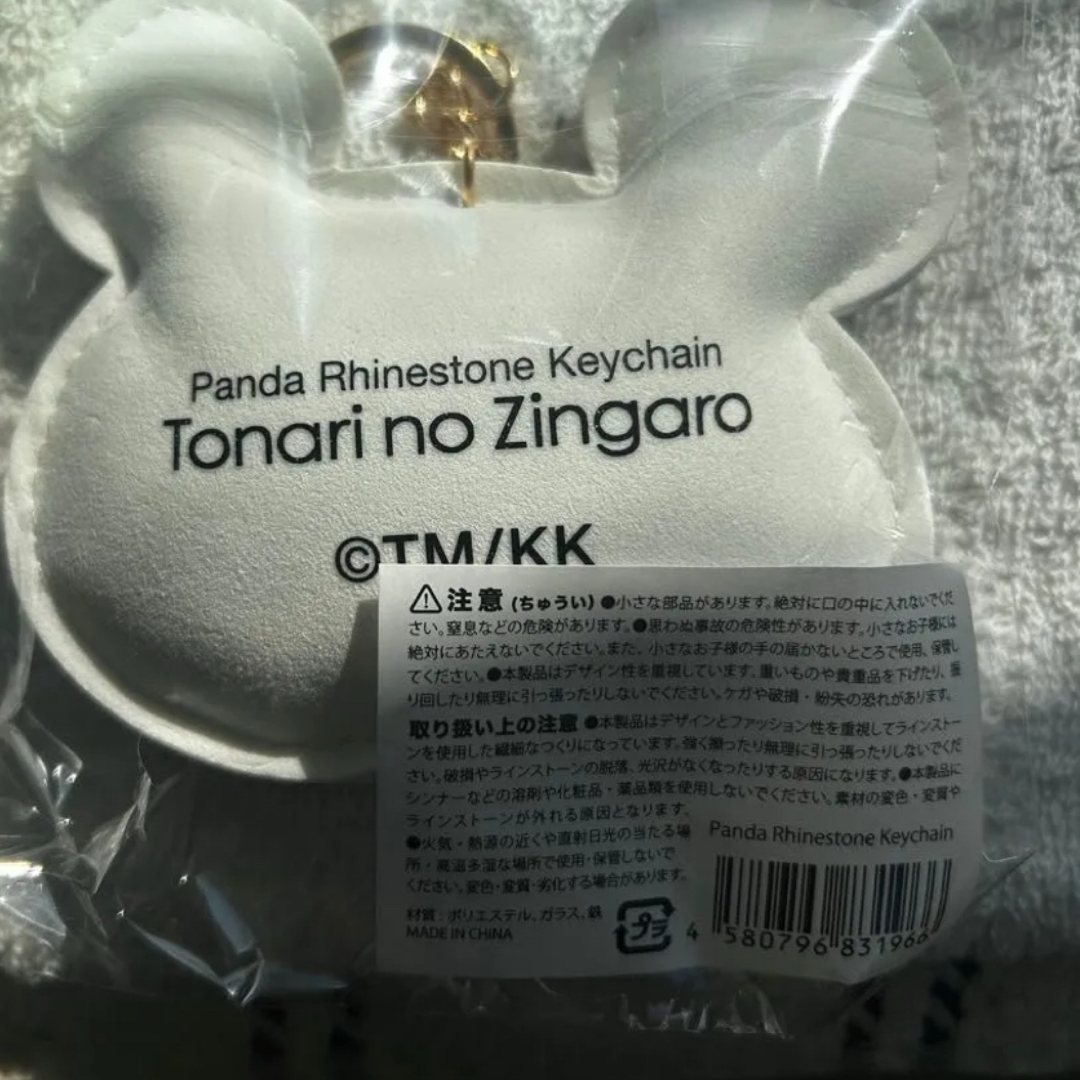 Panda Rhinestone Keychain
Tonari no Zingaro
©TM/KK
⚠注意 (ちゅうい) ●小さな部品があります。絶対に口の中に入れないでくだ
さい。窒息などの危険があります。●思わぬ事故の危険性があります。小さなお子様には
絶対にあたえないでください。また、小さなお子様の手の届かないところで使用、保管し
てください。●本製品はデザイン性を重視しています。重いものや貴重品を下げたり、振
り回したり無理に引っ張ったりしないでください。ケガや破損・紛失の恐れがあります。
取り扱い上の注意 ●本製品はデザインとファッション性を重視してラインストー
ンを使用した繊細なつくりになっています。強く擦ったり無理に引っ張ったりしないでくだ
さい。破損やラインストーンの脱落、光沢がなくなったりする原因になります。●本製品に
シンナーなどの溶剤や化粧品・薬品類を使用しないでください。素材の変色・変質や
ラインストーンが外れる原因となります。
●火気・熱源の近くや直射日光の当たる場
所・高温多湿な場所で使用・保管しないで
ください。変色・変質・劣化する場合があります。
材質：ポリエステル、ガラス、鉄
MADE IN CHINA
プラ
Panda Rhinestone Keychain
4 580796 831966